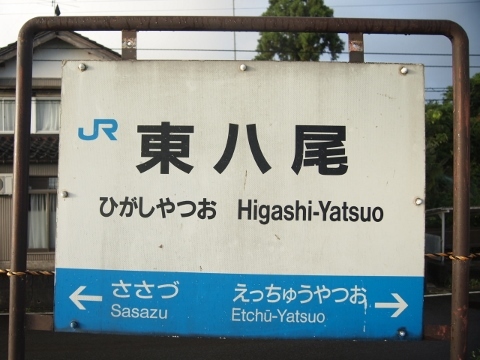 JR 東八尾
ひがしやつお Higashi-Yatsuo
← ささづ えっちゅうやつお →
Sasazu Etchū-Yatsuo